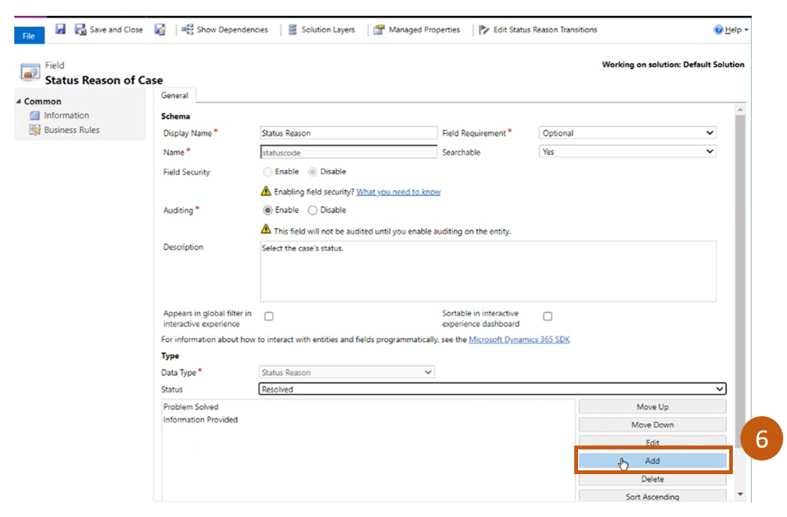 File Save and Close Show Dependencies Solution Layers Managed Properties Edit Status Reason Transitions Help
Field
Status Reason of Case
Working on solution: Default Solution
Common
Information
Business Rules
General
Schema
Display Name* Status Reason Field Requirement* Optional
Name* statuscode Searchable Yes
Field Security Enable Disable
Enabling field security? What you need to know
Auditing* Enable Disable
This field will not be audited until you enable auditing on the entity.
Description Select the case's status.
Appears in global filter in Sortable in interactive
interactive experience experience dashboard
For information about how to interact with entities and fields programmatically, see the Microsoft Dynamics 365 SDK
Type
Data Type* Status Reason
Status Resolved
Problem Solved Move Up
Information Provided
Move Down
Edit
Add 6
Delete
Sort Ascending